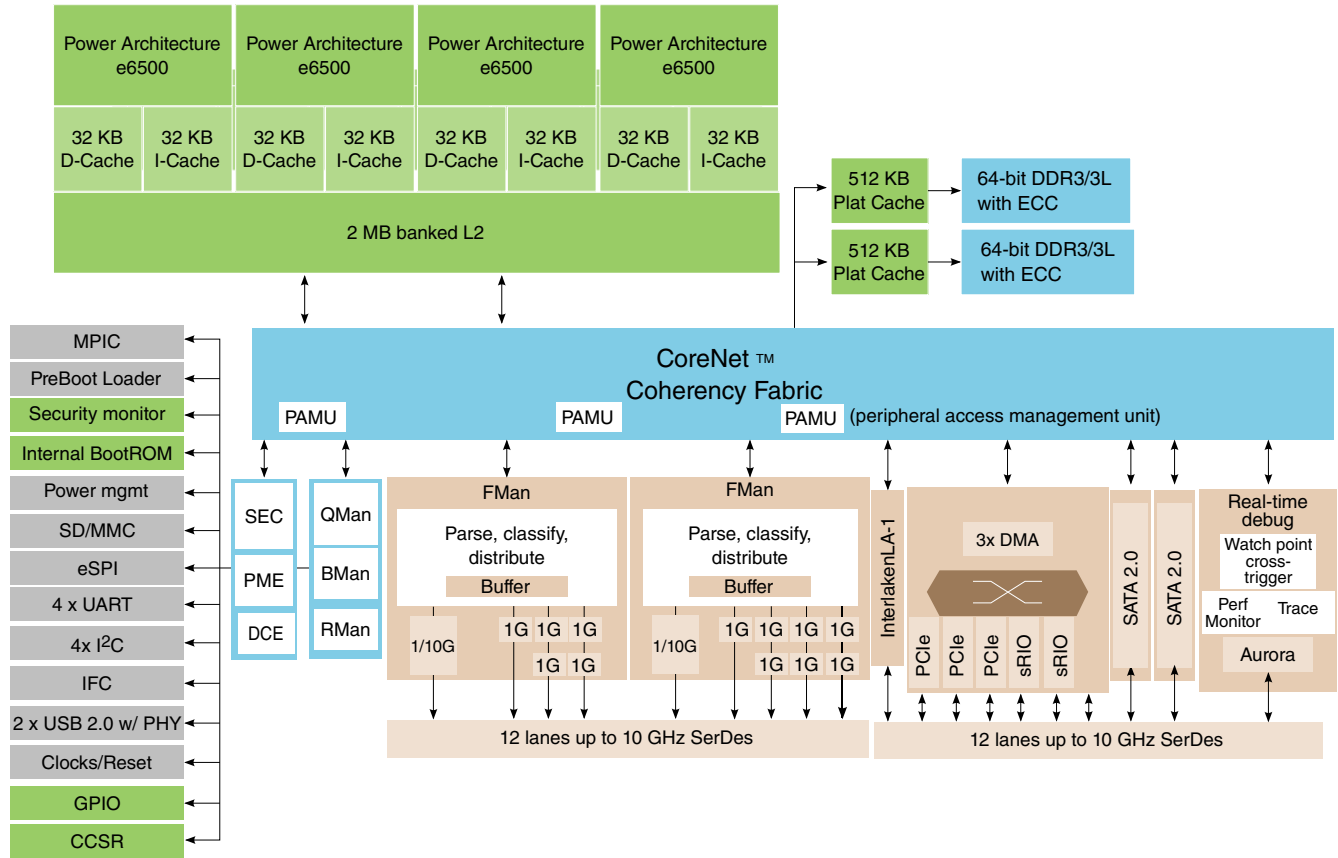 Power Architecture
e6500
Power Architecture
e6500
Power Architecture
e6500
Power Architecture
e6500
32 KB
D-Cache
32 KB
I-Cache
32 KB
D-Cache
32 KB
I-Cache
32 KB
D-Cache
32 KB
I-Cache
32 KB
D-Cache
32 KB
I-Cache
2 MB banked L2
512 KB
Plat Cache
64-bit DDR3/3L
with ECC
512 KB
Plat Cache
64-bit DDR3/3L
with ECC
MPIC
PreBoot Loader
Security monitor
Internal BootROM
Power mgmt
SD/MMC
eSPI
4 x UART
4x I²C
IFC
2 x USB 2.0 w/ PHY
Clocks/Reset
GPIO
CCSR
CoreNet TM
Coherency Fabric
PAMU
PAMU
PAMU (peripheral access management unit)
SEC
PME
DCE
QMan
BMan
RMan
FMan
Parse, classify,
distribute
Buffer
1/10G
1G 1G 1G
1G 1G
FMan
Parse, classify,
distribute
Buffer
1/10G
1G 1G 1G 1G
1G 1G 1G
12 lanes up to 10 GHz SerDes
InterlakenLA-1
3x DMA
PCIe
PCIe
PCIe
sRIO
sRIO
SATA 2.0
SATA 2.0
Real-time
debug
Watch point
cross-
trigger
Perf
Monitor
Trace
Aurora
12 lanes up to 10 GHz SerDes